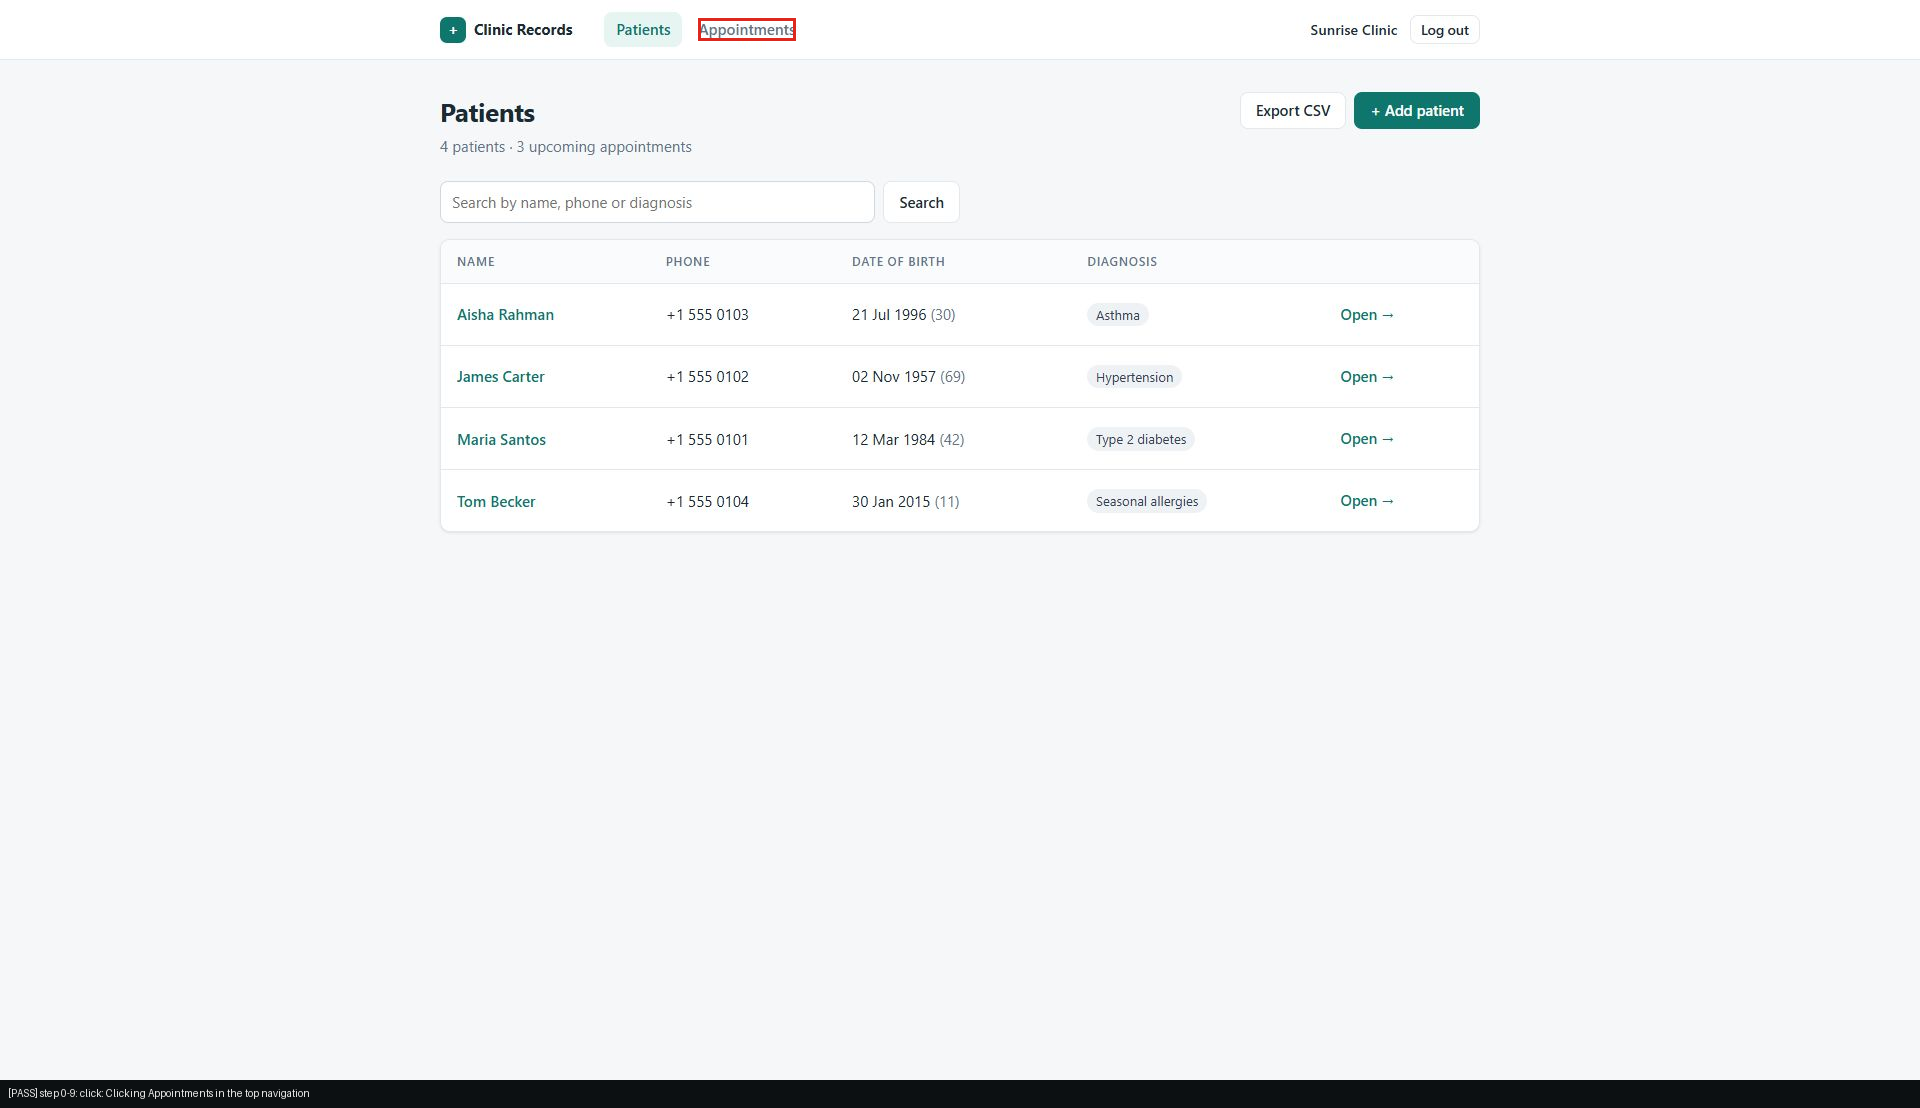 + Clinic Records Patients Appointments Sunrise Clinic Log out
Patients Export CSV + Add patient
4 patients · 3 upcoming appointments
Search by name, phone or diagnosis Search
NAME PHONE DATE OF BIRTH DIAGNOSIS
Aisha Rahman +1 555 0103 21 Jul 1996 (30) Asthma Open →
James Carter +1 555 0102 02 Nov 1957 (69) Hypertension Open →
Maria Santos +1 555 0101 12 Mar 1984 (42) Type 2 diabetes Open →
Tom Becker +1 555 0104 30 Jan 2015 (11) Seasonal allergies Open →
[PASS] step 0-9: click: Clicking Appointments in the top navigation